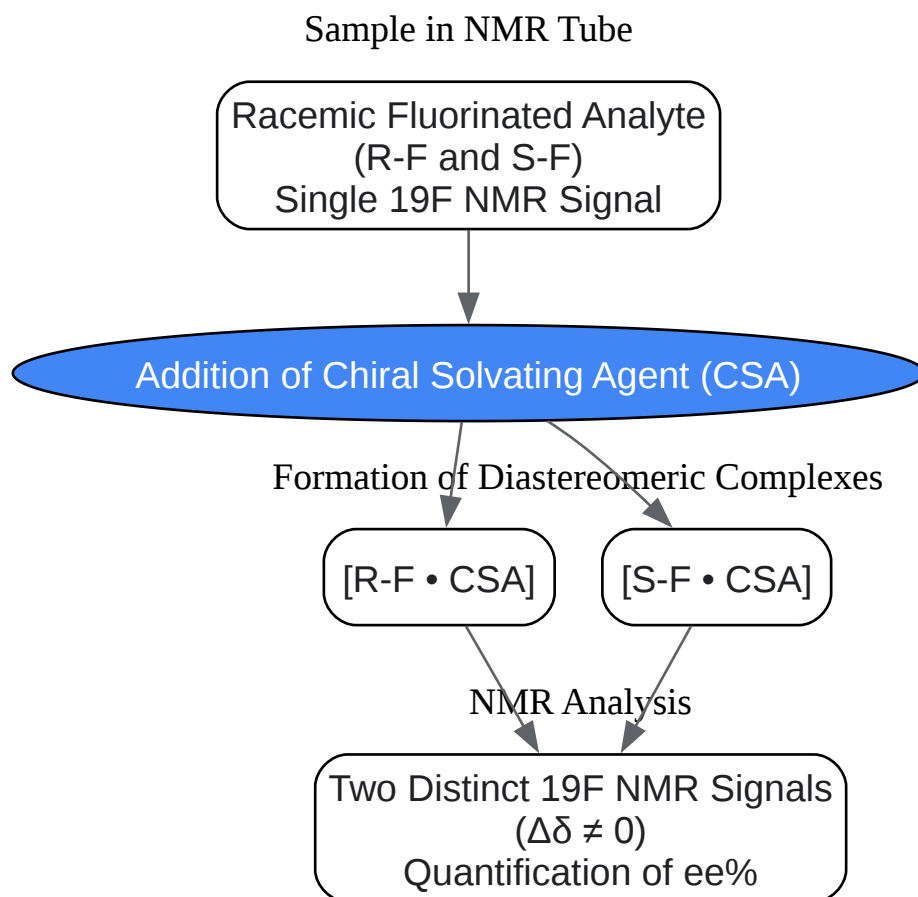 Sample in NMR Tube
Racemic Fluorinated Analyte
(R-F and S-F)
Single 19F NMR Signal
Addition of Chiral Solvating Agent (CSA)
Formation of Diastereomeric Complexes
[R-F • CSA]
[S-F • CSA]
NMR Analysis
Two Distinct 19F NMR Signals
(Δδ ≠ 0)
Quantification of ee%